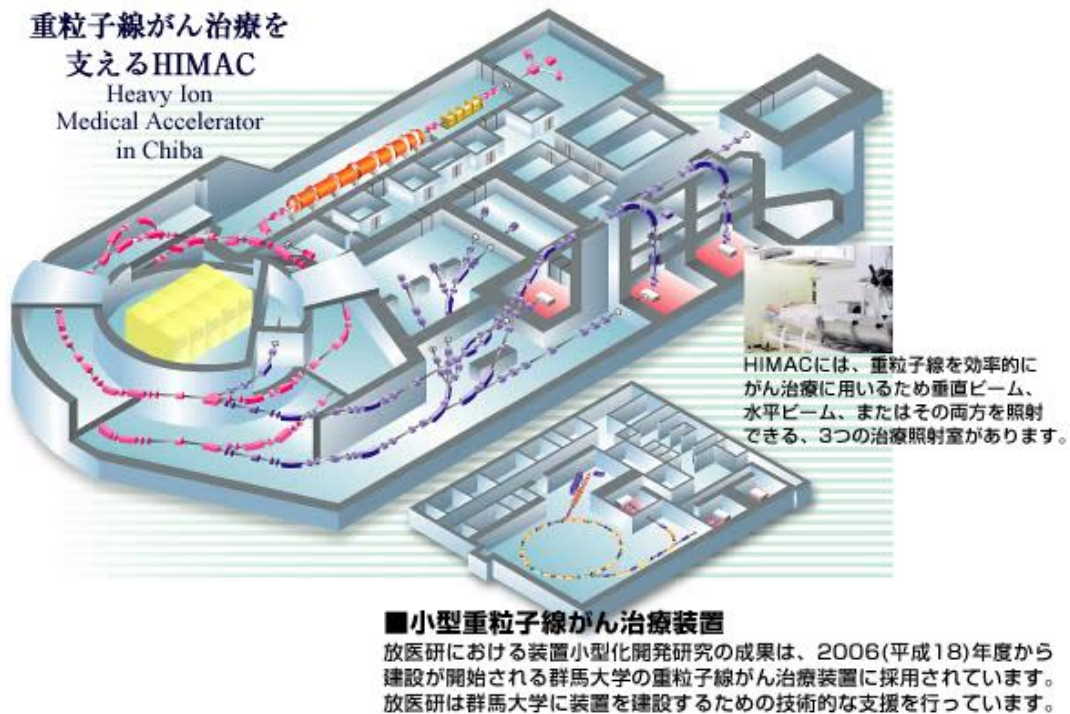 重粒子線がん治療を
支えるHIMAC
Heavy Ion
Medical Accelerator
in Chiba
HIMACには、重粒子線を効率的に
がん治療に用いるため垂直ビーム、
水平ビーム、またはその両方を照射
できる、3つの治療照射室があります。
■小型重粒子線がん治療装置
放医研における装置小型化開発研究の成果は、2006(平成18)年度から
建設が開始される群馬大学の重粒子線がん治療装置に採用されています。
放医研は群馬大学に装置を建設するための技術的な支援を行っています。